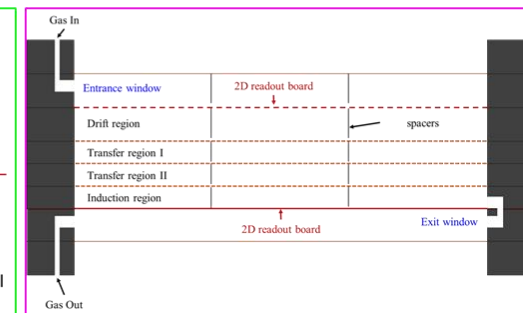 Gas In
Entrance window
2D readout board
Drift region
spacers
Transfer region I
Transfer region II
Induction region
Exit window
2D readout board
Gas Out